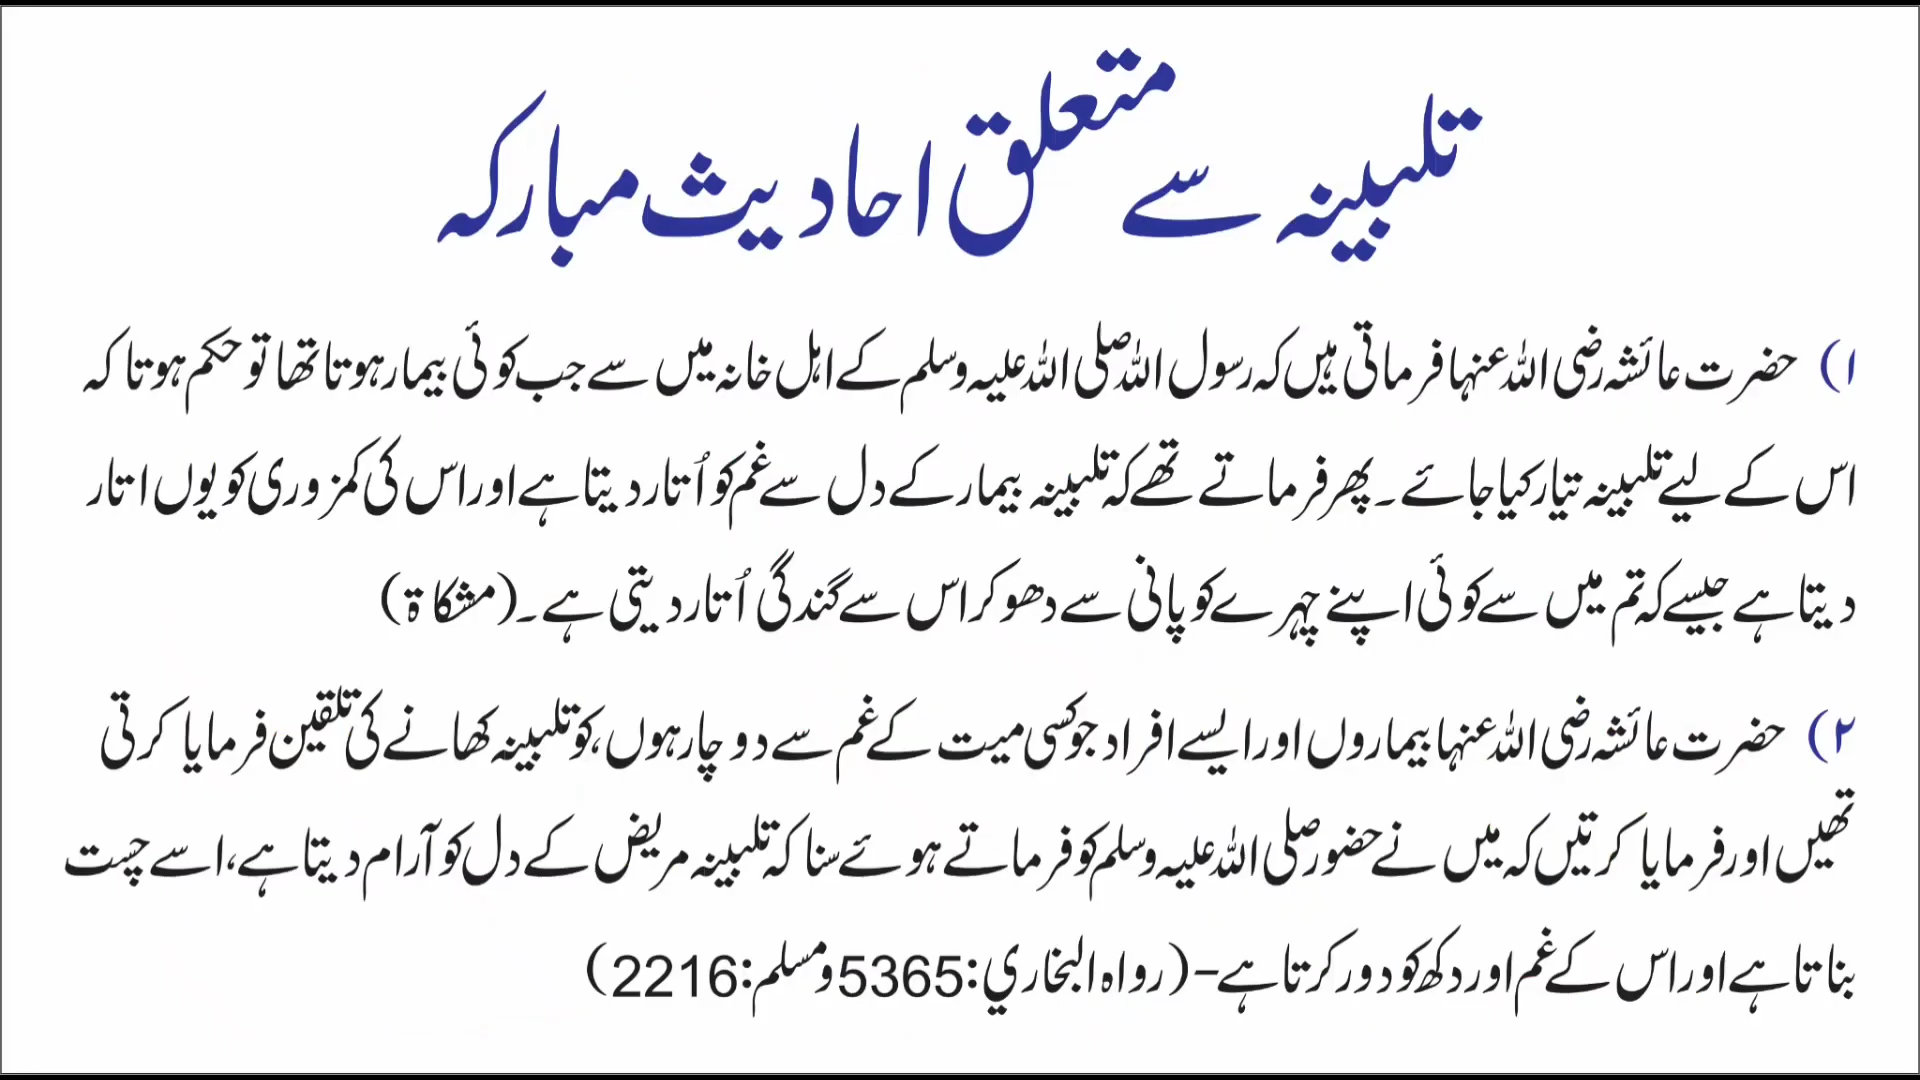 تلبینہ سے متعلق احادیث مبارکہ
۱) حضرت عائشہ رضی اللہ عنہا فرماتی ہیں کہ رسول اللہ صلی اللہ علیہ وسلم کے اہل خانہ میں سے جب کوئی بیمار ہوتا تھا تو حکم ہوتا کہ
اس کے لیے تلبینہ تیار کیا جائے۔ پھر فرماتے تھے کہ تلبینہ بیمار کے دل سے غم کو اُتار دیتا ہے اور اس کی کمزوری کو یوں اتار
دیتا ہے جیسے کہ تم میں سے کوئی اپنے چہرے کو پانی سے دھو کر اس سے گندگی اُتار دیتی ہے۔ (مشکاۃ)
۲) حضرت عائشہ رضی اللہ عنہا بیماروں اور ایسے افراد جو کسی میت کے غم سے دوچار ہوں، کو تلبینہ کھانے کی تلقین فرمایا کرتی
تھیں اور فرمایا کرتیں کہ میں نے حضور صلی اللہ علیہ وسلم کو فرماتے ہوئے سنا کہ تلبینہ مریض کے دل کو آرام دیتا ہے، اسے چست
بناتا ہے اور اس کے غم اور دکھ کو دور کرتا ہے- (رواہ البخاري: 5365 و مسلم: 2216)